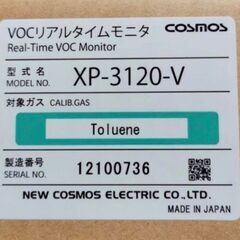 VOCリアルタイムモニタ COSMOS
Real-Time VOC Monitor
型式名 XP-3120-V
MODEL NO.
対象ガス CALIB.GAS
Toluene
製造番号 12100736
SERIAL NO.
NEW COSMOS ELECTRIC CO.,LTD.
MADE IN JAPAN